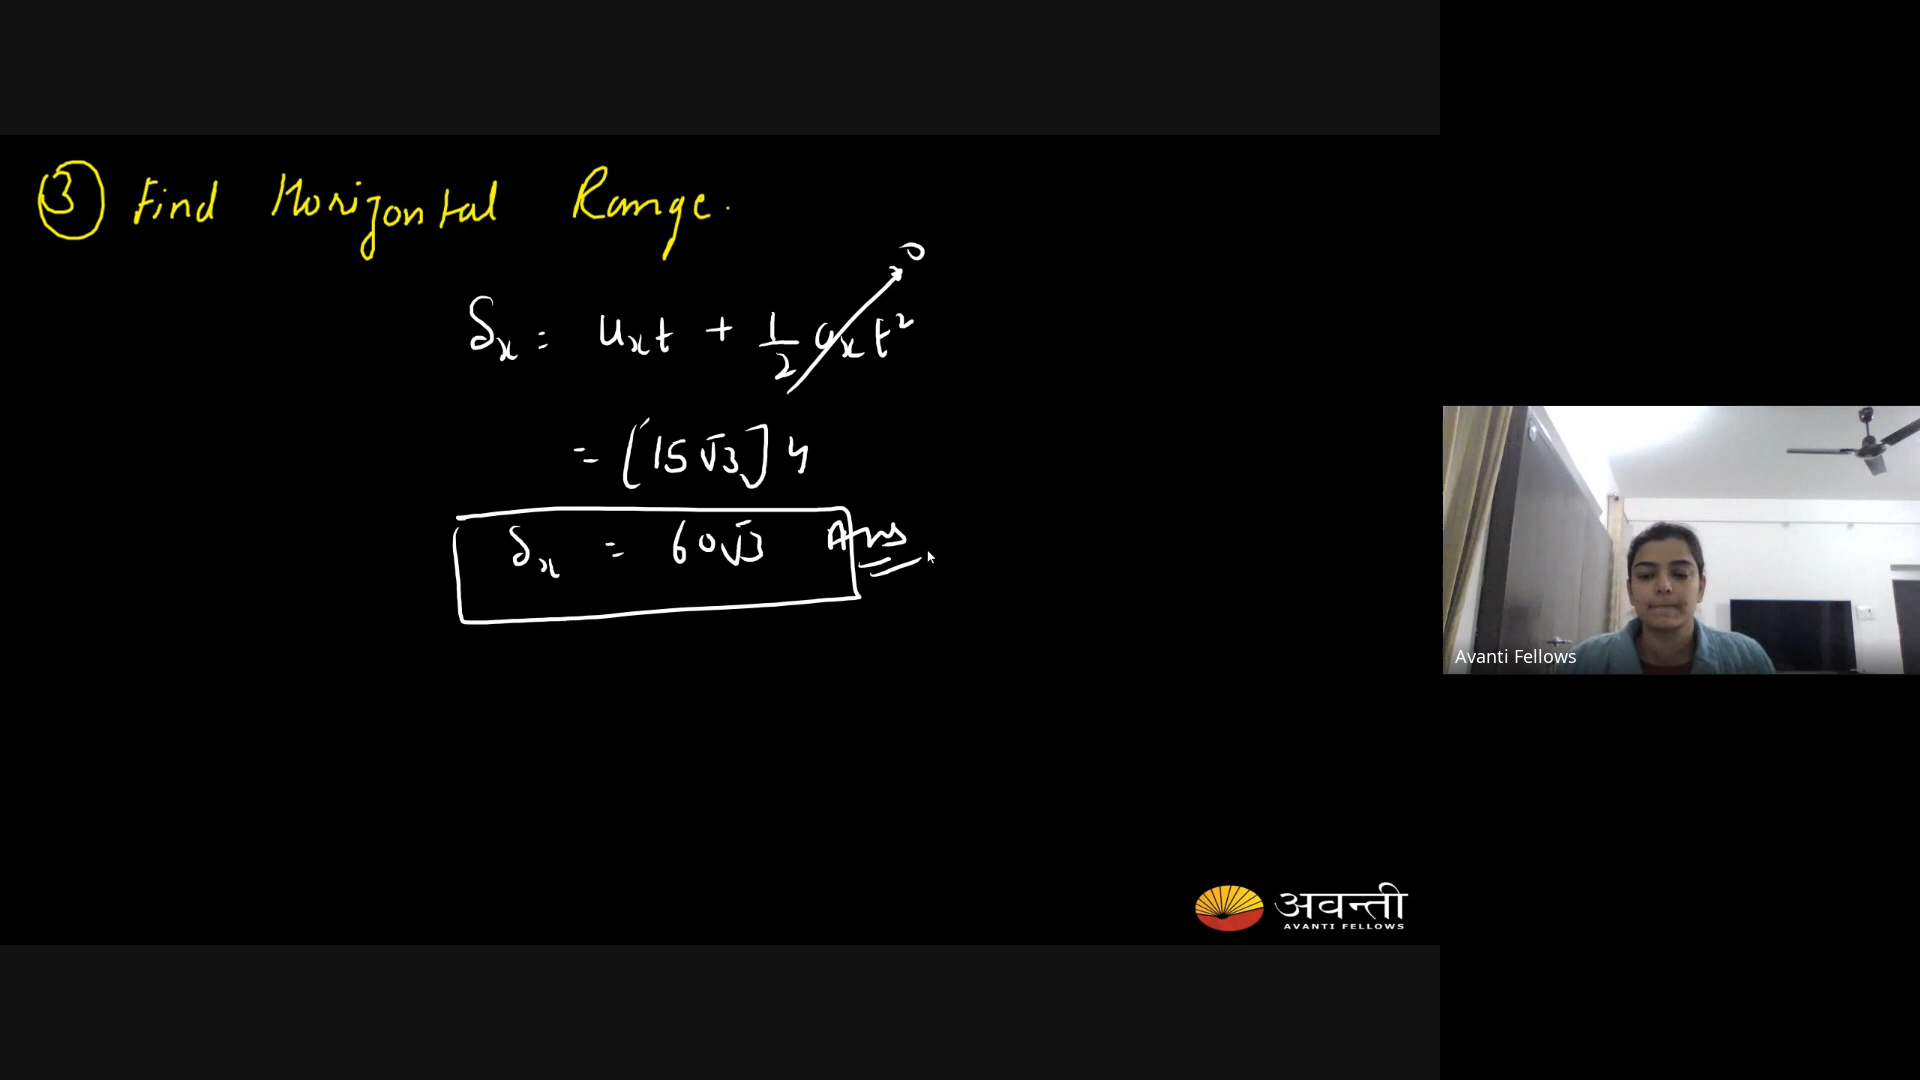 ③ Find Horizontal Range.
Sx = uxt + 1/2 axt² 0
= [15√3] 4
Sx = 60√3 Ans
Avanti Fellows
अवन्ती
AVANTI FELLOWS